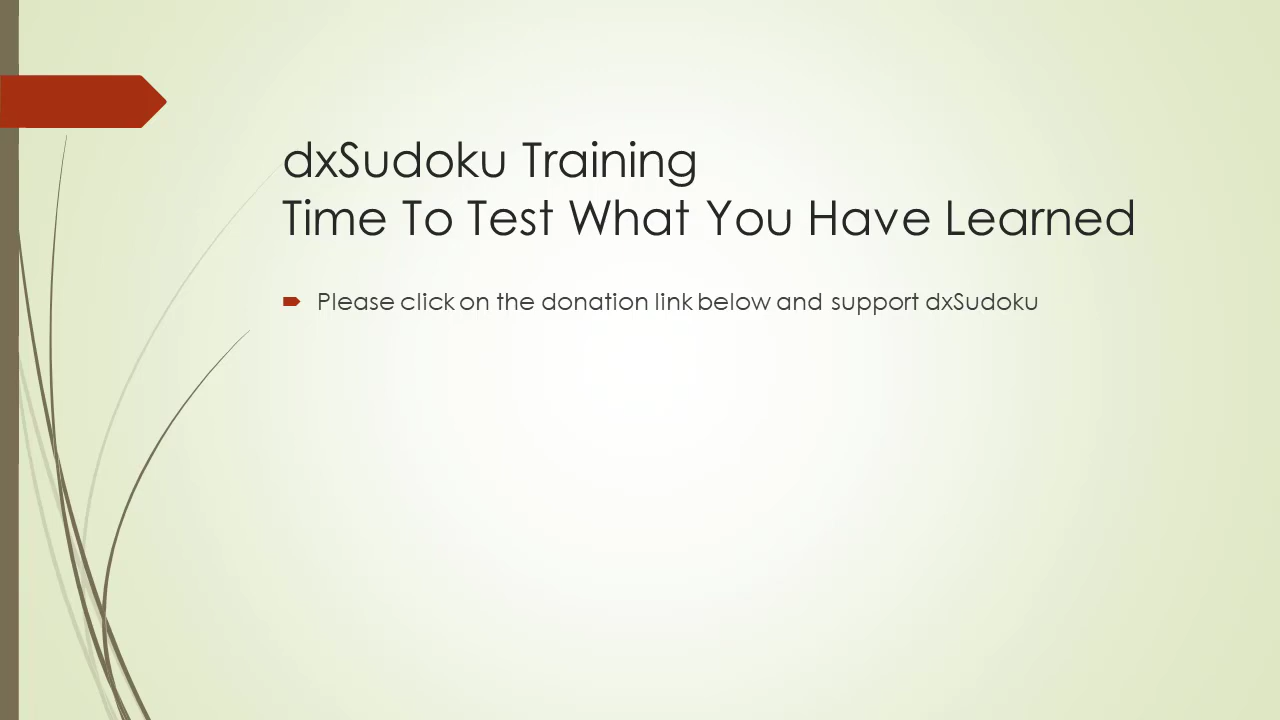 dxSudoku Training
Time To Test What You Have Learned
Please click on the donation link below and support dxSudoku